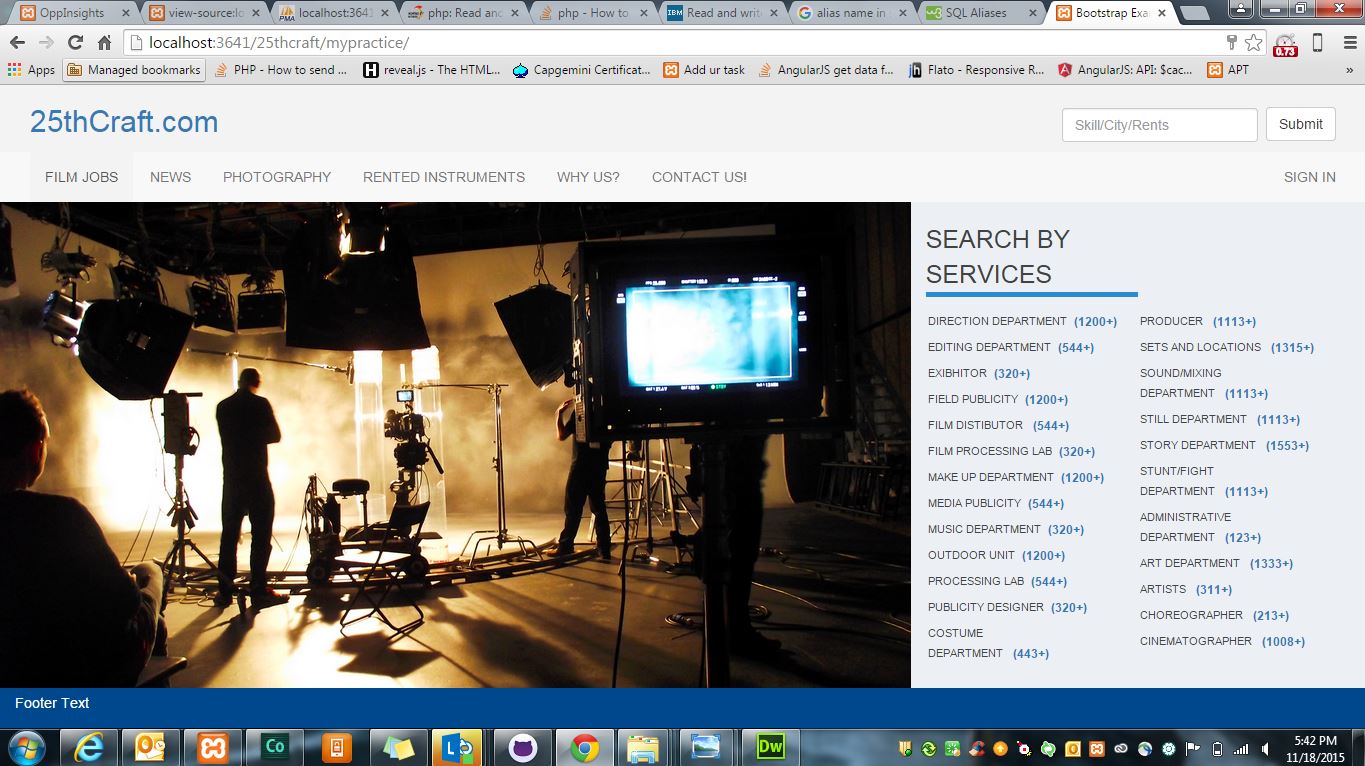 OppInsights
view-source:lo
localhost:3641
php: Read and
php - How to
Read and write
alias name in
SQL Aliases
Bootstrap Exa
localhost:3641/25thcraft/mypractice/
0.73
Apps
Managed bookmarks
PHP - How to send ...
reveal.js - The HTML...
Capgemini Certificat...
Add ur task
AngularJS get data f...
Flato - Responsive R...
AngularJS: API: $cac...
APT
»
25thCraft.com
Skill/City/Rents
Submit
FILM JOBS
NEWS
PHOTOGRAPHY
RENTED INSTRUMENTS
WHY US?
CONTACT US!
SIGN IN
SEARCH BY
SERVICES
DIRECTION DEPARTMENT (1200+)
EDITING DEPARTMENT (544+)
EXIBHITOR (320+)
FIELD PUBLICITY (1200+)
FILM DISTIBUTOR (544+)
FILM PROCESSING LAB (320+)
MAKE UP DEPARTMENT (1200+)
MEDIA PUBLICITY (544+)
MUSIC DEPARTMENT (320+)
OUTDOOR UNIT (1200+)
PROCESSING LAB (544+)
PUBLICITY DESIGNER (320+)
COSTUME
DEPARTMENT (443+)
PRODUCER (1113+)
SETS AND LOCATIONS (1315+)
SOUND/MIXING
DEPARTMENT (1113+)
STILL DEPARTMENT (1113+)
STORY DEPARTMENT (1553+)
STUNT/FIGHT
DEPARTMENT (1113+)
ADMINISTRATIVE
DEPARTMENT (123+)
ART DEPARTMENT (1333+)
ARTISTS (311+)
CHOREOGRAPHER (213+)
CINEMATOGRAPHER (1008+)
Footer Text
Co
Dw
5:42 PM
11/18/2015